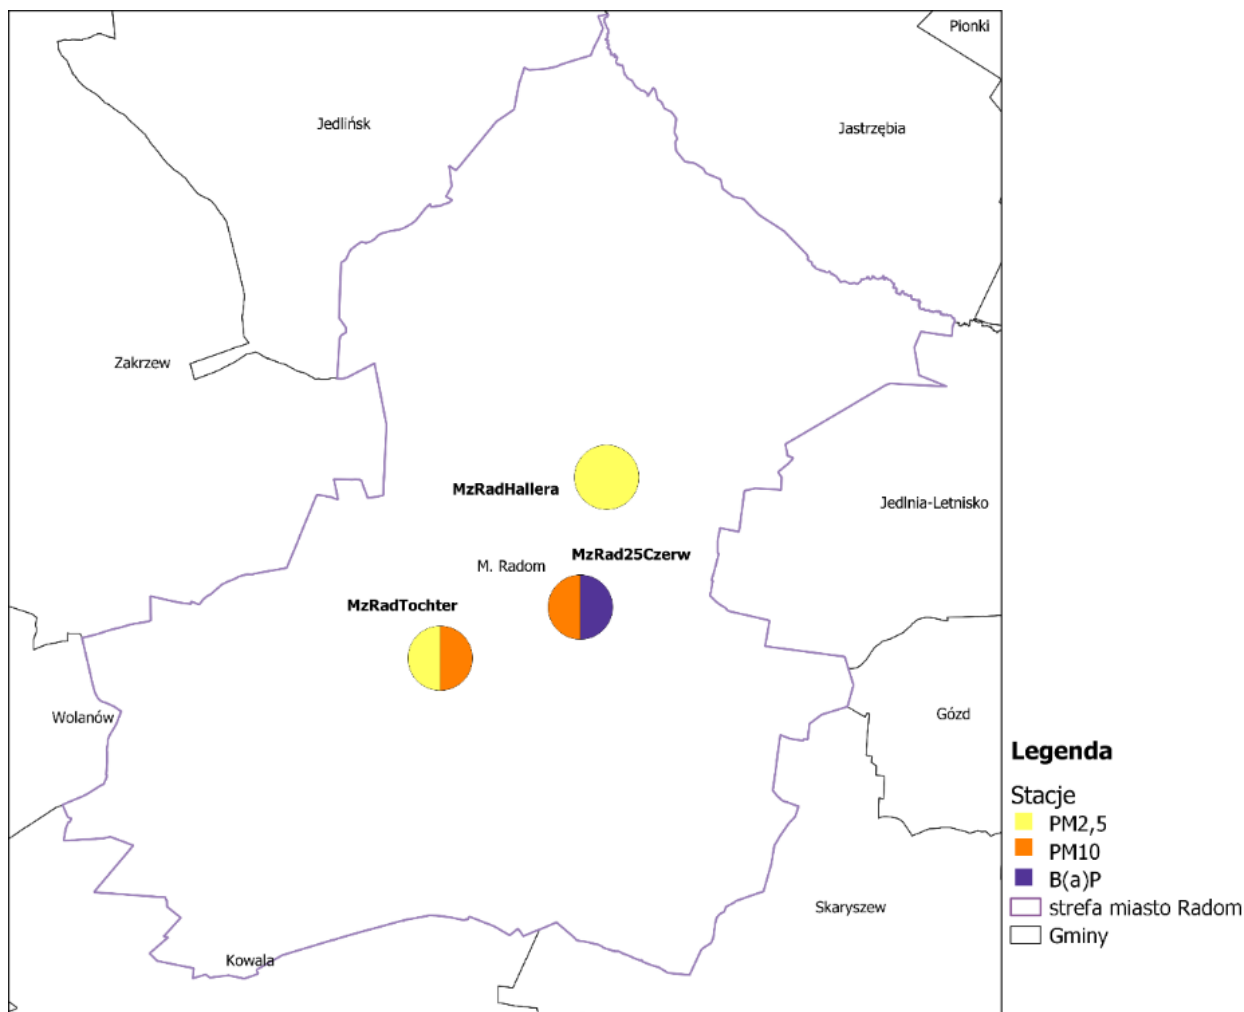 Pionki
Jedlińsk
Jastrzębia
Zakrzew
MzRadHallera
Jedlnia-Letnisko
MzRad25Czerw
M. Radom
MzRadTochter
Wolanów
Gózd
Skaryszew
Kowala
Legenda
Stacje
PM2,5
PM10
B(a)P
strefa miasto Radom
Gminy